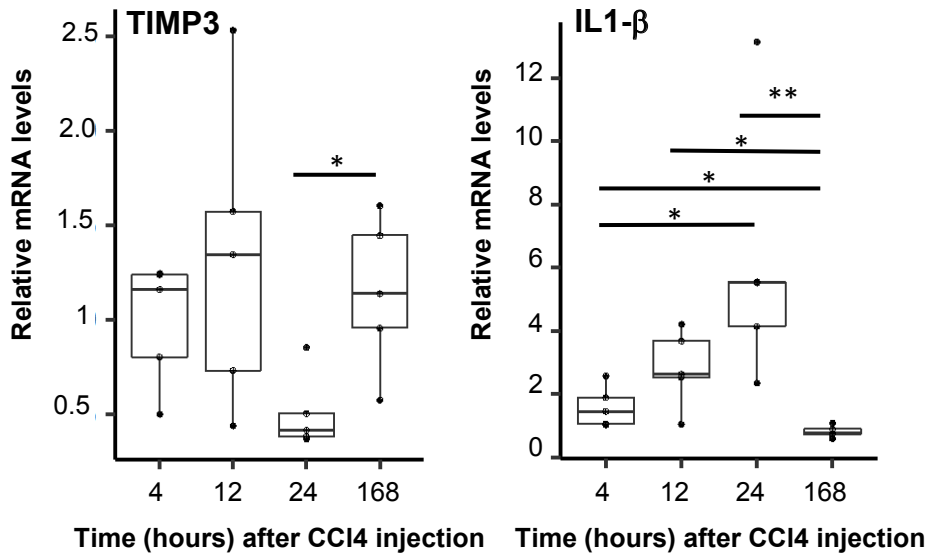 TIMP3
Relative mRNA levels
2.5
2.0
1.5
1
0.5
*
4 12 24 168
Time (hours) after CCl4 injection
IL1-β
Relative mRNA levels
12
10
8
6
4
2
0
**
*
*
*
4 12 24 168
Time (hours) after CCl4 injection